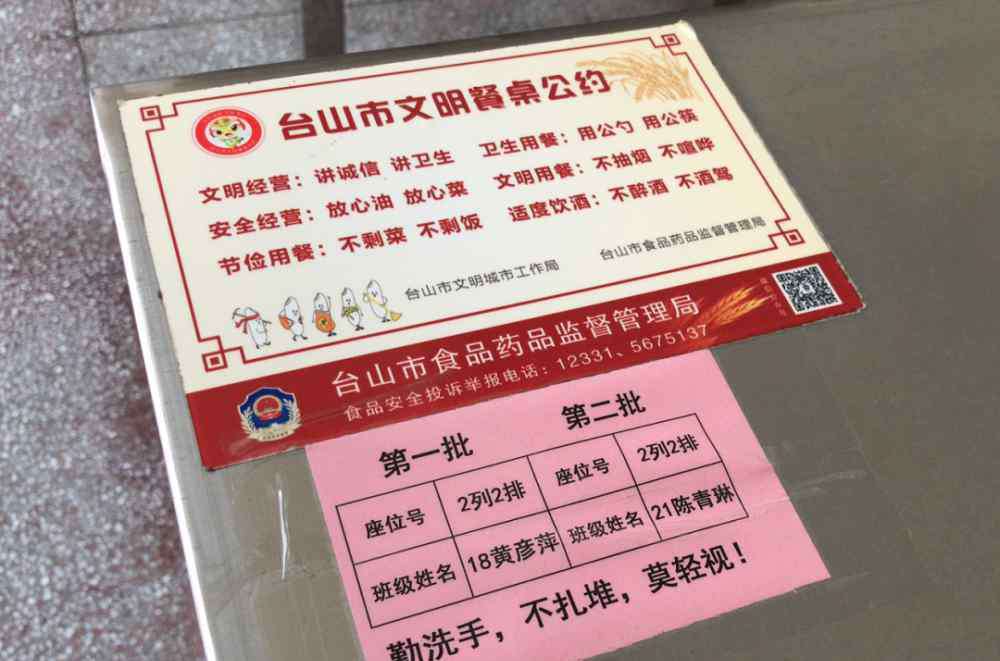 台山市文明餐桌公约
文明经营：讲诚信 讲卫生 卫生用餐：用公勺 用公筷
安全经营：放心油 放心菜 文明用餐：不抽烟 不喧哗
节俭用餐：不剩菜 不剩饭 适度饮酒：不醉酒 不酒驾
台山市文明城市工作局 台山市食品药品监督管理局
台山市食品药品监督管理局
食品安全投诉举报电话：12331、5675137
第一批 第二批
座位号 2列2排 座位号 2列2排
班级姓名 18黄彦萍 班级姓名 21陈青琳
勤洗手，不扎堆，莫轻视！